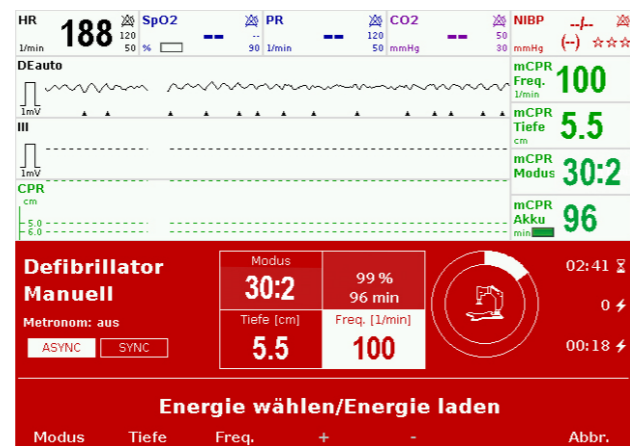 HR 188 120 50 1/min
SpO2 -- -- 90 %
PR -- 120 50 1/min
CO2 -- 50 30 mmHg
NIBP --/-- (--) ☆☆☆ mmHg
DEauto
1mV
III
1mV
CPR
cm
5.0
6.0
mCPR Freq. 1/min 100
mCPR Tiefe cm 5.5
mCPR Modus 30:2
mCPR Akku min 96
Defibrillator
Manuell
Metronom: aus
ASYNC SYNC
Modus
30:2
99 %
96 min
Tiefe [cm]
5.5
Freq. [1/min]
100
02:41
0
00:18
Energie wählen/Energie laden
Modus Tiefe Freq. + - Abbr.